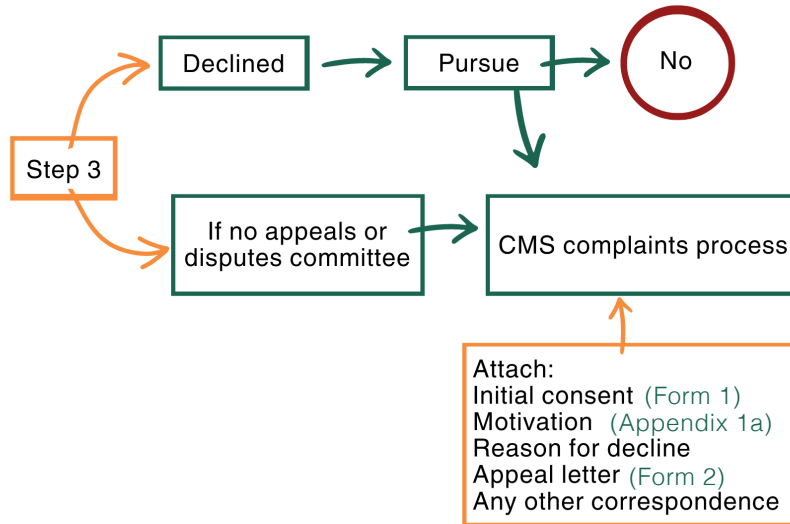 Declined
Pursue
No
Step 3
If no appeals or
disputes committee
CMS complaints process
Attach:
Initial consent (Form 1)
Motivation (Appendix 1a)
Reason for decline
Appeal letter (Form 2)
Any other correspondence